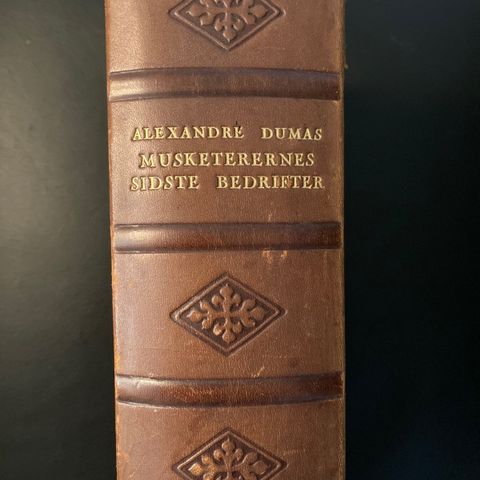 ALEXANDRE DUMAS
MUSKETERERNES
SIDSTE BEDRIFTER